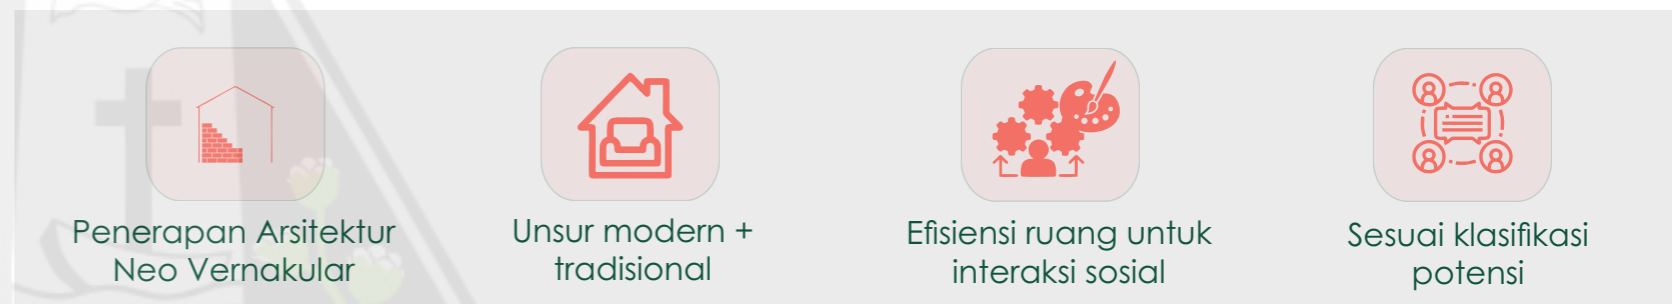 Penerapan Arsitektur
Neo Vernakular
Unsur modern +
tradisional
Efisiensi ruang untuk
interaksi sosial
Sesuai klasifikasi
potensi